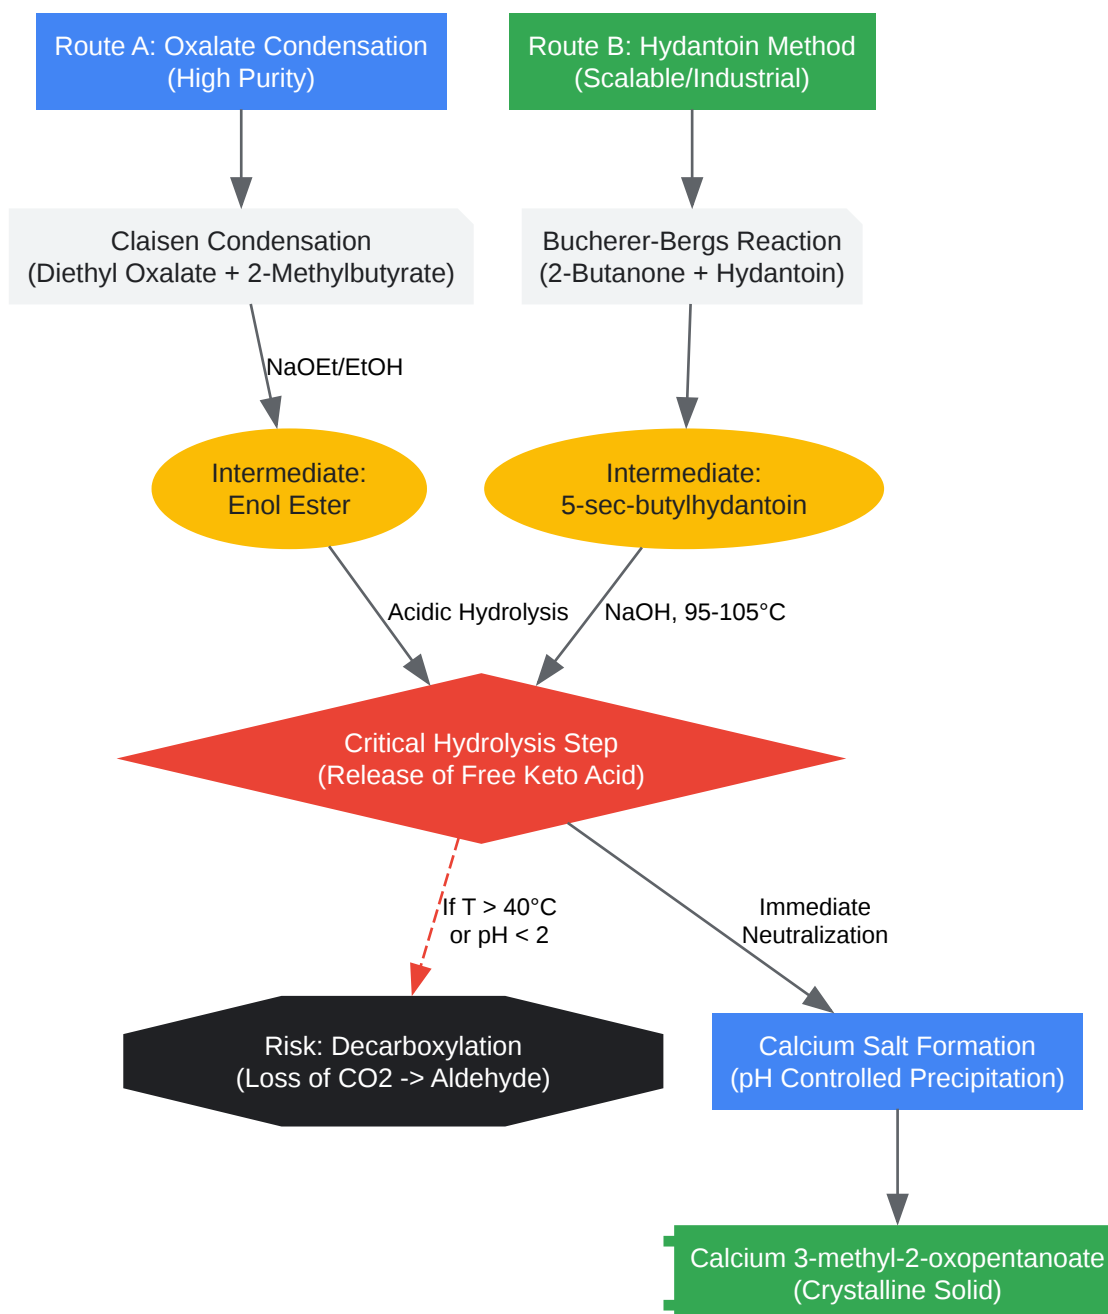 Route A: Oxalate Condensation
(High Purity)
Route B: Hydantoin Method
(Scalable/Industrial)
Claisen Condensation
(Diethyl Oxalate + 2-Methylbutyrate)
Bucherer-Bergs Reaction
(2-Butanone + Hydantoin)
NaOEt/EtOH
Intermediate:
Enol Ester
Intermediate:
5-sec-butylhydantoin
Acidic Hydrolysis
NaOH, 95-105°C
Critical Hydrolysis Step
(Release of Free Keto Acid)
If T > 40°C
or pH < 2
Immediate
Neutralization
Risk: Decarboxylation
(Loss of CO2 -> Aldehyde)
Calcium Salt Formation
(pH Controlled Precipitation)
Calcium 3-methyl-2-oxopentanoate
(Crystalline Solid)